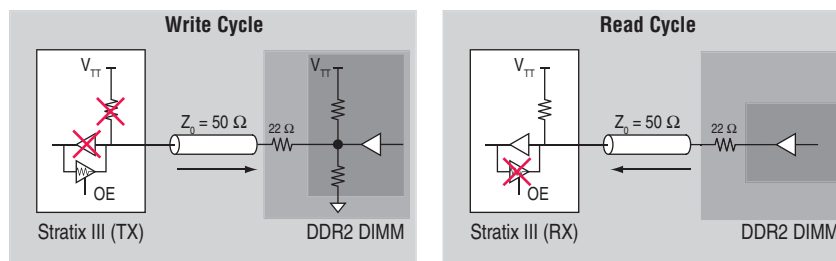 Write Cycle
VTT
VTT
Z0 = 50 Ω
22 Ω
OE
Stratix III (TX)
DDR2 DIMM
Read Cycle
VTT
Z0 = 50 Ω
22 Ω
OE
Stratix III (RX)
DDR2 DIMM